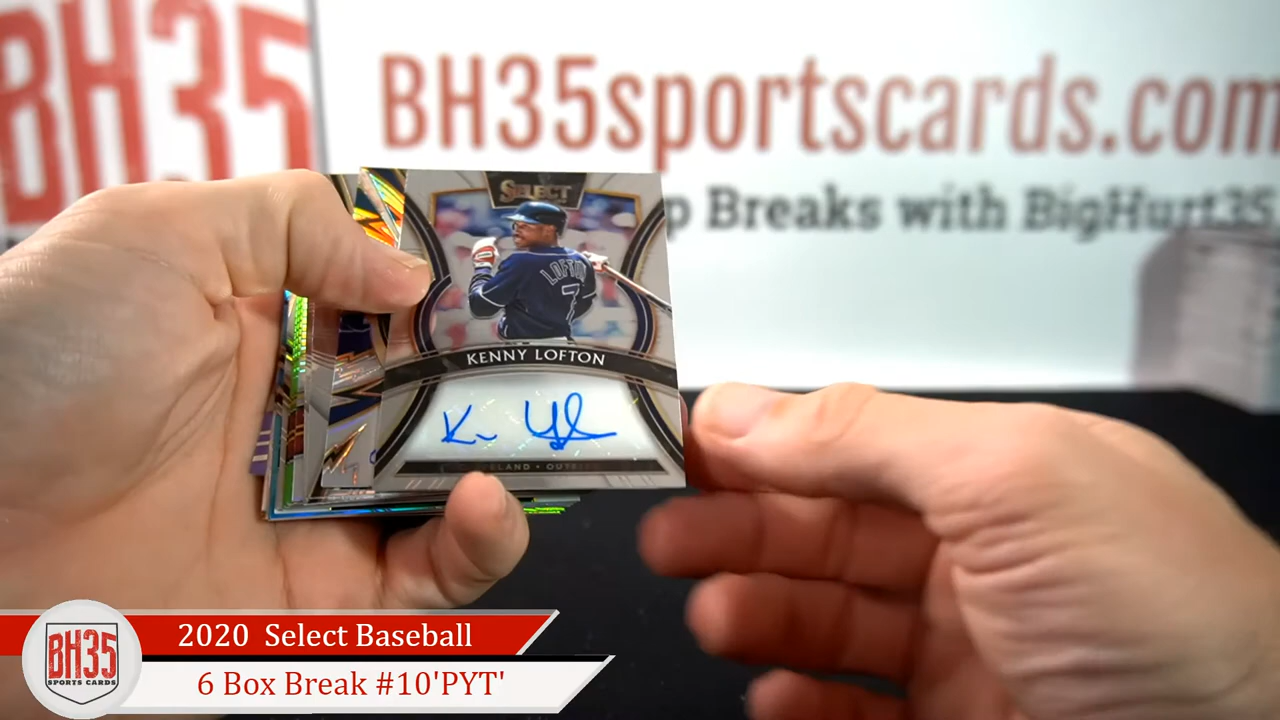 BH35
BH35sportscards.com
p Breaks with BigHurt35
SELECT
LOFTON
7
KENNY LOFTON
2020 Select Baseball
6 Box Break #10'PYT'
BH35
SPORTS CARDS